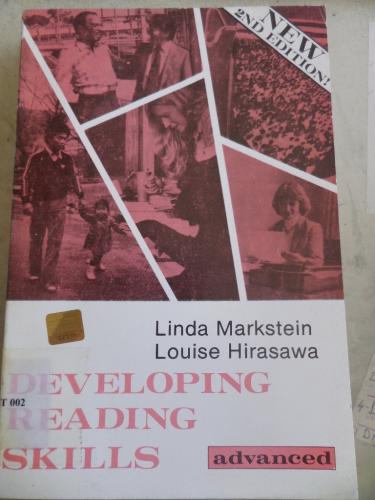 NEW
2ND EDITION!
Linda Markstein
Louise Hirasawa
DEVELOPING
T 002
READING
SKILLS
advanced